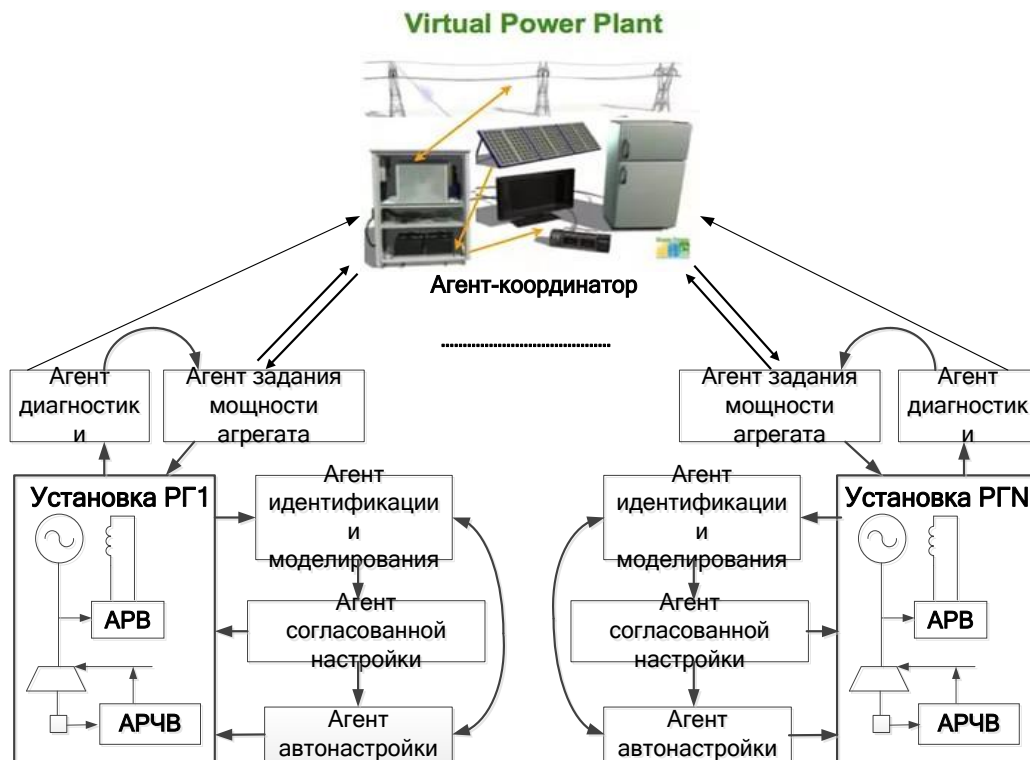 Virtual Power Plant
Агент-координатор
Агент
диагностик
и
Агент задания
мощности
агрегата
Агент задания
мощности
агрегата
Агент
диагностик
и
Установка РГ1
АРВ
АРЧВ
Агент
идентификации
и
моделирования
Агент
согласованной
настройки
Агент
автонастройки
Агент
идентификации
и
моделирования
Агент
согласованной
настройки
Агент
автонастройки
Установка РГN
АРВ
АРЧВ